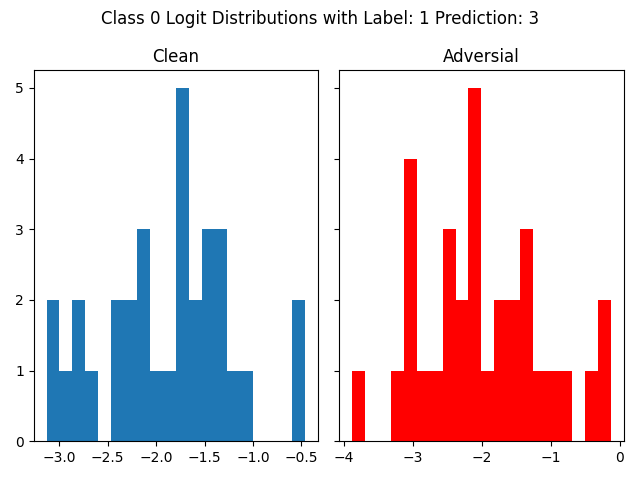 Class 0 Logit Distributions with Label: 1 Prediction: 3
Clean
Adversial
5
4
3
2
1
0
−3.0 −2.5 −2.0 −1.5 −1.0 −0.5
−4 −3 −2 −1 0